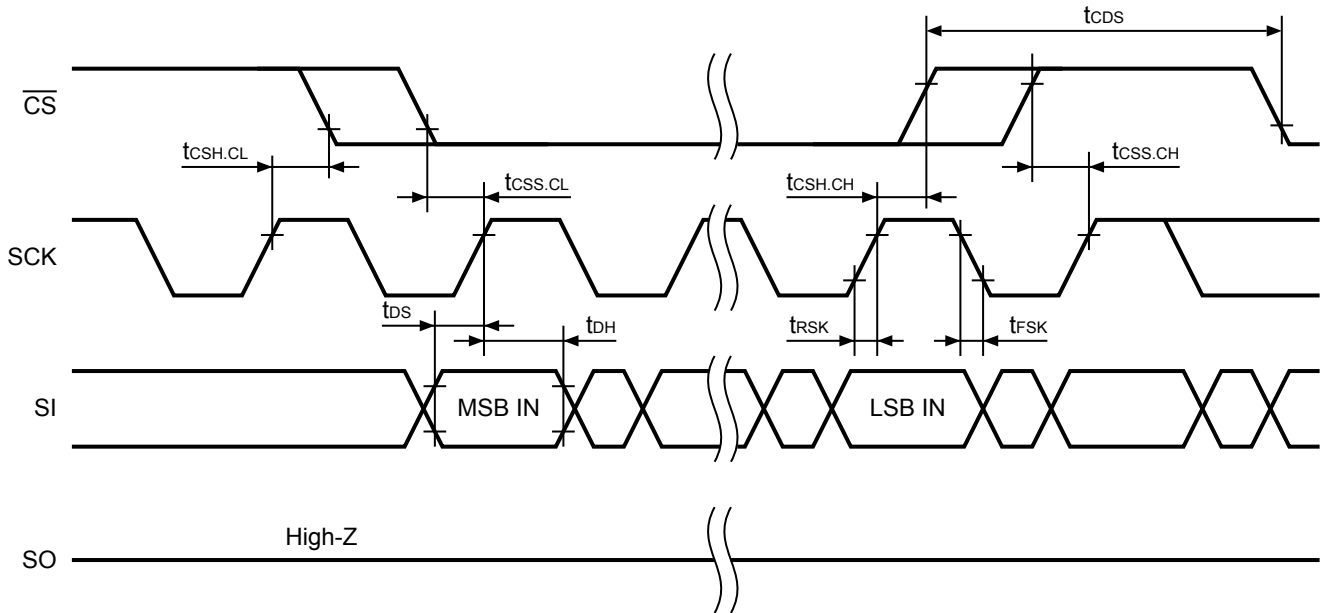 tCDS
CS
tCSH.CL
tCSS.CL
tCSH.CH
tCSS.CH
SCK
tDS
tDH
tRSK
tFSK
SI
MSB IN
LSB IN
High-Z
SO